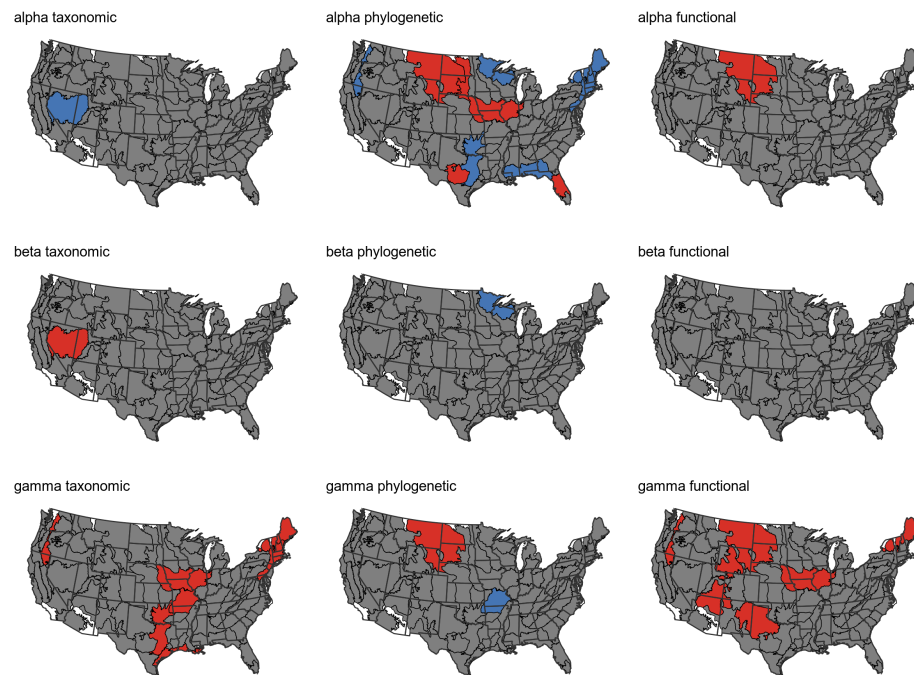 alpha taxonomic
alpha phylogenetic
alpha functional
beta taxonomic
beta phylogenetic
beta functional
gamma taxonomic
gamma phylogenetic
gamma functional